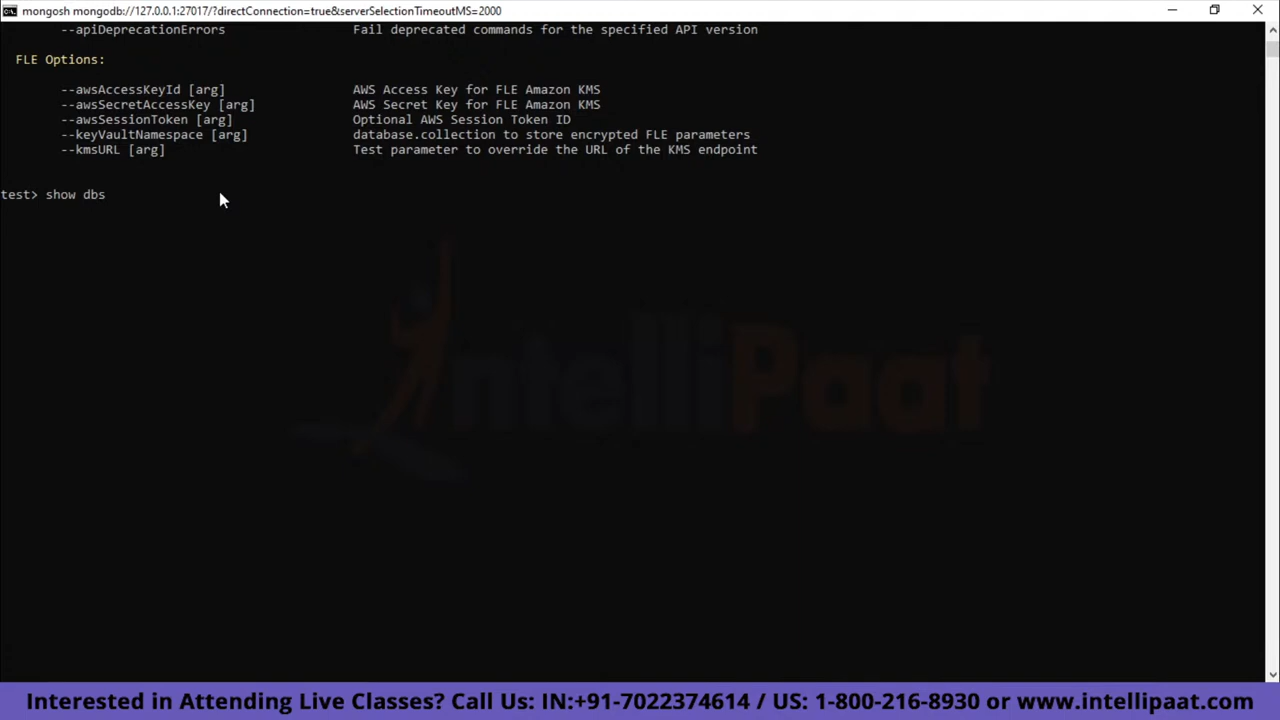 mongosh mongodb://127.0.0.1:27017/?directConnection=true&serverSelectionTimeoutMS=2000
--apiDeprecationErrors Fail deprecated commands for the specified API version
FLE Options:
--awsAccessKeyId [arg] AWS Access Key for FLE Amazon KMS
--awsSecretAccessKey [arg] AWS Secret Key for FLE Amazon KMS
--awsSessionToken [arg] Optional AWS Session Token ID
--keyVaultNamespace [arg] database.collection to store encrypted FLE parameters
--kmsURL [arg] Test parameter to override the URL of the KMS endpoint
test> show dbs
intelliPaat
Interested in Attending Live Classes? Call Us: IN:+91-7022374614 / US: 1-800-216-8930 or www.intellipaat.com